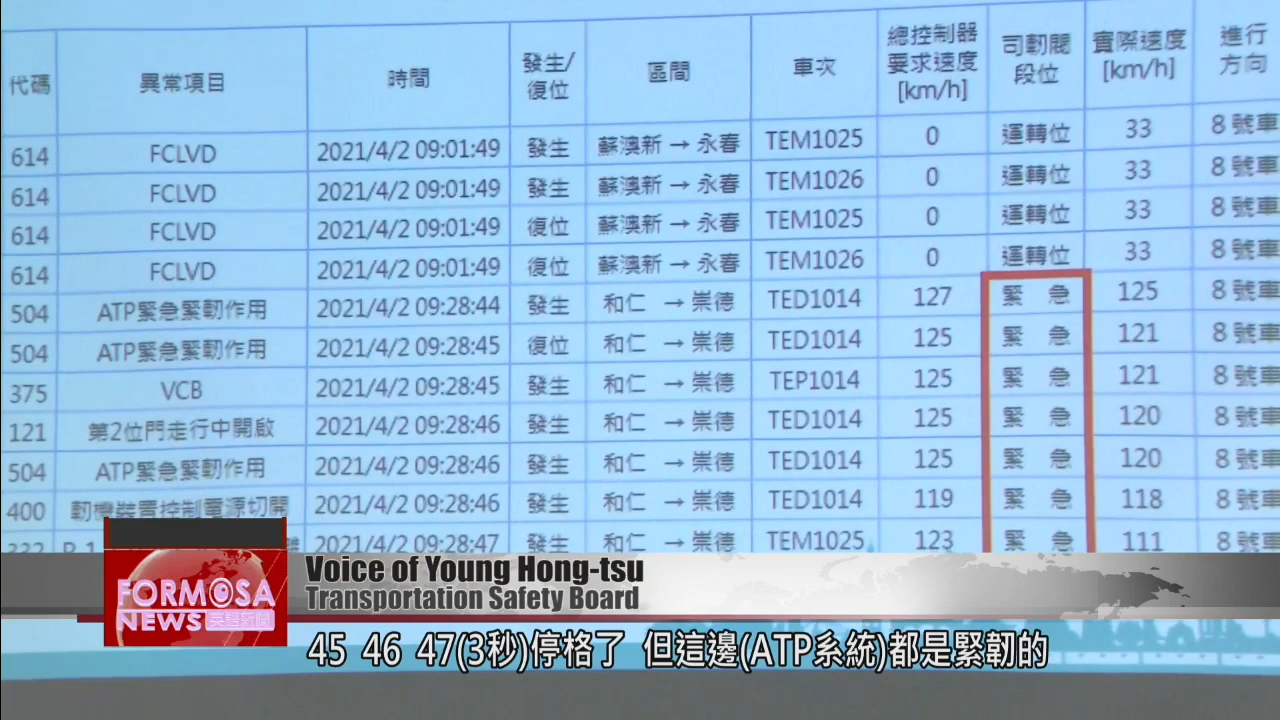 代碼 異常項目 時間 發生/復位 區間 車次 總控制器要求速度[km/h] 司軔閥段位 實際速度[km/h] 進行方向
614 FCLVD 2021/4/2 09:01:49 發生 蘇澳新 → 永春 TEM1025 0 運轉位 33 8 號車
614 FCLVD 2021/4/2 09:01:49 發生 蘇澳新 → 永春 TEM1026 0 運轉位 33 8 號車
614 FCLVD 2021/4/2 09:01:49 復位 蘇澳新 → 永春 TEM1025 0 運轉位 33 8 號車
614 FCLVD 2021/4/2 09:01:49 復位 蘇澳新 → 永春 TEM1026 0 運轉位 33 8 號車
504 ATP緊急緊軔作用 2021/4/2 09:28:44 發生 和仁 → 崇德 TED1014 127 緊 急 125 8 號車
504 ATP緊急緊軔作用 2021/4/2 09:28:45 復位 和仁 → 崇德 TED1014 125 緊 急 121 8 號車
375 VCB 2021/4/2 09:28:45 發生 和仁 → 崇德 TEP1014 125 緊 急 121 8 號車
121 第2位門走行中開啟 2021/4/2 09:28:46 發生 和仁 → 崇德 TED1014 125 緊 急 120 8 號車
504 ATP緊急緊軔作用 2021/4/2 09:28:46 發生 和仁 → 崇德 TED1014 125 緊 急 120 8 號車
400 軔機裝置控制電源切開 2021/4/2 09:28:46 發生 和仁 → 崇德 TED1014 119 緊 急 118 8 號車
2021/4/2 09:28:47 發生 和仁 → 崇德 TEM1025 123 緊 急 111 8 號車
Voice of Young Hong-tsu
Transportation Safety Board
FORMOSA
NEWS 英語新聞
45 46 47(3秒)停格了 但這邊(ATP系統)都是緊韌的